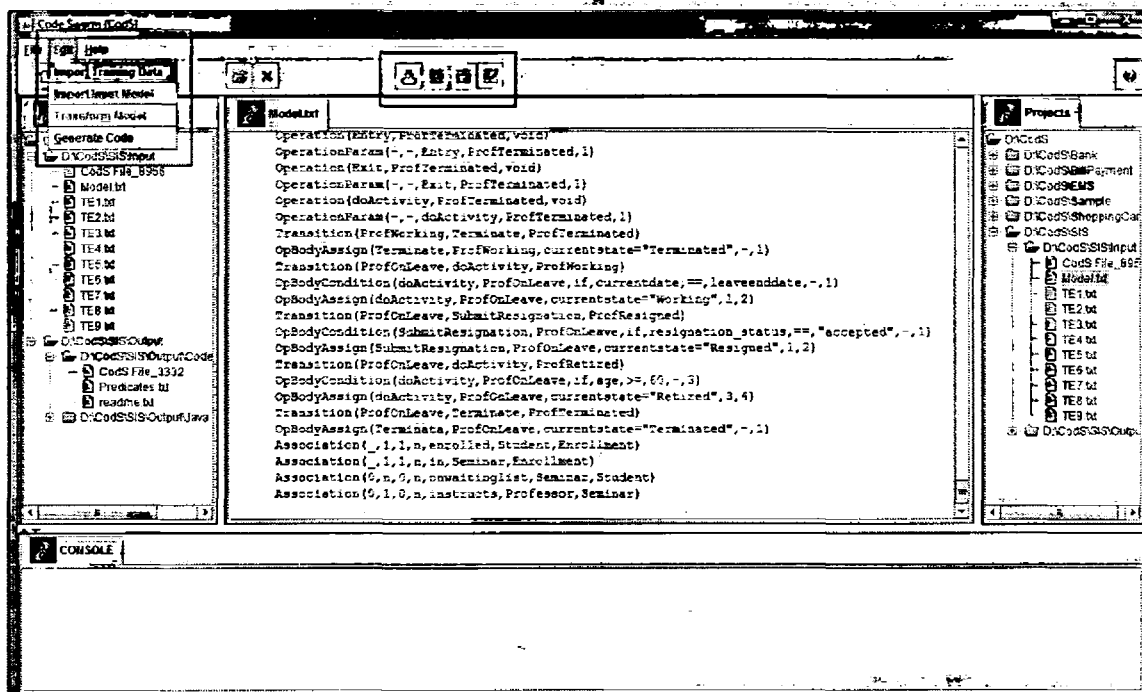 Code Swarm (CodS)
Edit Help
Import Training Data
Import Input Model
Transform Model
Generate Code
D:\CodS\SIS\Input
CodS File_8956
Model.txt
TE1.txt
TE2.txt
TE3.txt
TE4.txt
TE5.txt
TE6.txt
TE7.txt
TE8.txt
TE9.txt
D:\CodS\SIS\Output
D:\CodS\SIS\Output\Code
CodS File_3332
Predicates.txt
readme.txt
D:\CodS\SIS\Output\Java
Model.txt
Operation(Entry,ProfTerminated,void)
OperationParam(-,-,Entry,ProfTerminated,1)
Operation(Exit,ProfTerminated,void)
OperationParam(-,-,Exit,ProfTerminated,1)
Operation(doActivity,ProfTerminated,void)
OperationParam(-,-,doActivity,ProfTerminated,1)
Transition(ProfWorking,Terminate,ProfTerminated)
OpBodyAssign(Terminate,ProfWorking,currentstate="Terminated",-,1)
Transition(ProfOnLeave,doActivity,ProfWorking)
OpBodyCondition(doActivity,ProfOnLeave,if,currentdate,==,leaveenddate,-,1)
OpBodyAssign(doActivity,ProfOnLeave,currentstate="Working",1,2)
Transition(ProfOnLeave,SubmitResignation,ProfResigned)
OpBodyCondition(SubmitResignation,ProfOnLeave,if,resignation_status,==,"accepted",-,1)
OpBodyAssign(SubmitResignation,ProfOnLeave,currentstate="Resigned",1,2)
Transition(ProfOnLeave,doActivity,ProfRetired)
OpBodyCondition(doActivity,ProfOnLeave,if,age,>=,60,-,3)
OpBodyAssign(doActivity,ProfOnLeave,currentstate="Retired",3,4)
Transition(ProfOnLeave,Terminate,ProfTerminated)
OpBodyAssign(Terminate,ProfOnLeave,currentstate="Terminated",-,1)
Association(_,1,1,n,enrolled,Student,Enrollment)
Association(_,1,1,n,in,Seminar,Enrollment)
Association(0,n,0,n,onwaitinglist,Seminar,Student)
Association(0,1,0,n,instructs,Professor,Seminar)
Projects
D:\CodS
D:\CodS\Bank
D:\CodS\BillPayment
D:\CodS\EMS
D:\CodS\Sample
D:\CodS\ShoppingCar
D:\CodS\SIS
D:\CodS\SIS\Input
CodS File_895
Model.txt
TE1.txt
TE2.txt
TE3.txt
TE4.txt
TE5.txt
TE6.txt
TE7.txt
TE8.txt
TE9.txt
D:\CodS\SIS\Outpu
CONSOLE